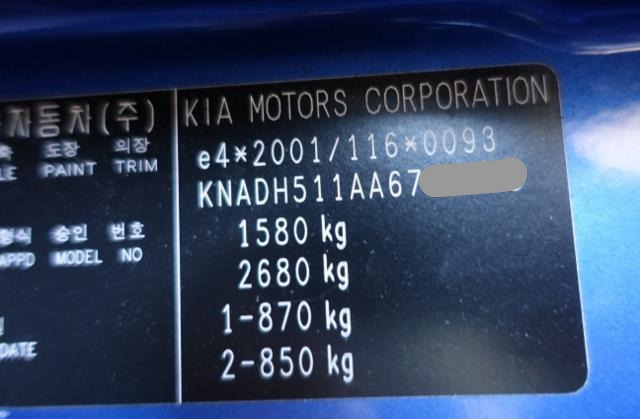 자동차(주) KIA MOTORS CORPORATION
도장 의장 e4*2001/116*0093
PAINT TRIM KNADH511AA67
형식 승인 번호 1580 kg
APPD MODEL NO 2680 kg
1-870 kg
DATE 2-850 kg